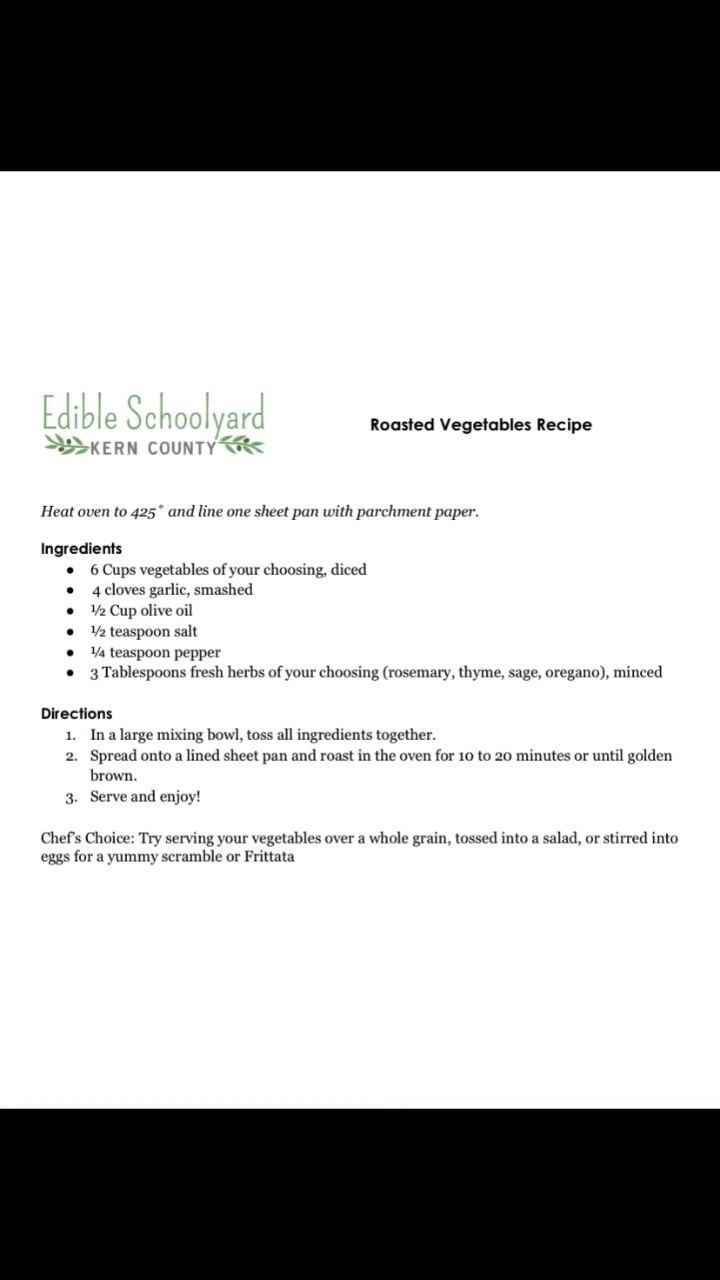 Edible Schoolyard
KERN COUNTY
Roasted Vegetables Recipe
Heat oven to 425° and line one sheet pan with parchment paper.
Ingredients
● 6 Cups vegetables of your choosing, diced
● 4 cloves garlic, smashed
● ½ Cup olive oil
● ½ teaspoon salt
● ¼ teaspoon pepper
● 3 Tablespoons fresh herbs of your choosing (rosemary, thyme, sage, oregano), minced
Directions
1. In a large mixing bowl, toss all ingredients together.
2. Spread onto a lined sheet pan and roast in the oven for 10 to 20 minutes or until golden
brown.
3. Serve and enjoy!
Chef's Choice: Try serving your vegetables over a whole grain, tossed into a salad, or stirred into
eggs for a yummy scramble or Frittata